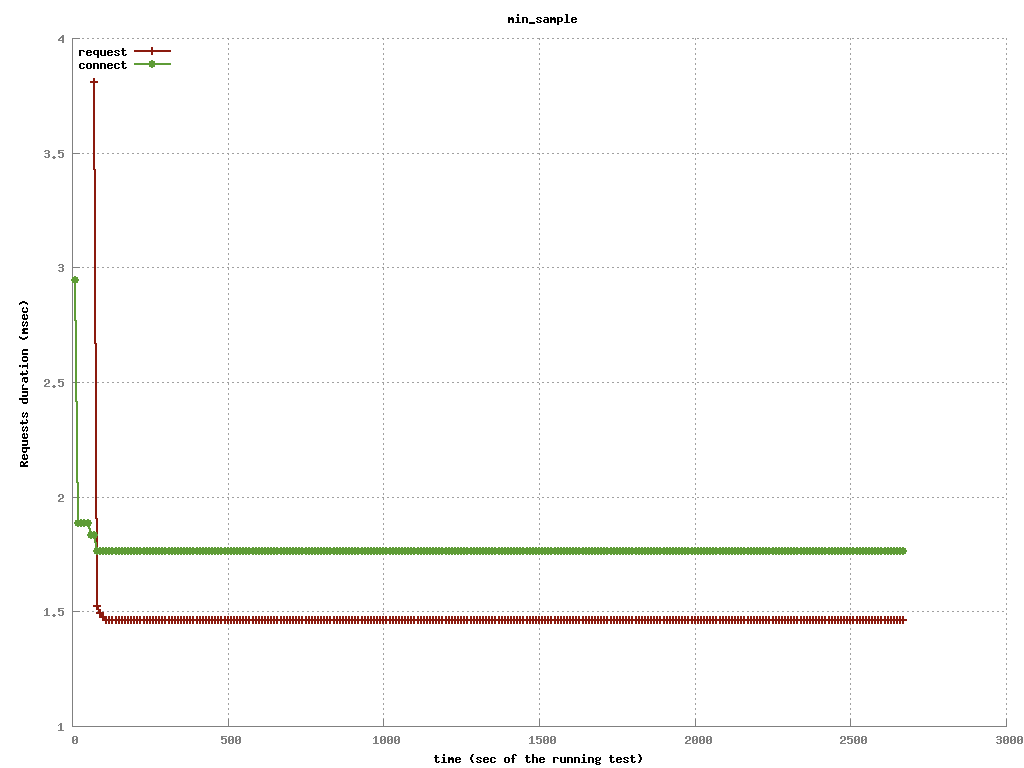 min_sample
4
request
connect
3.5
3
2.5
2
1.5
1
0 500 1000 1500 2000 2500 3000
Requests duration (msec)
time (sec of the running test)